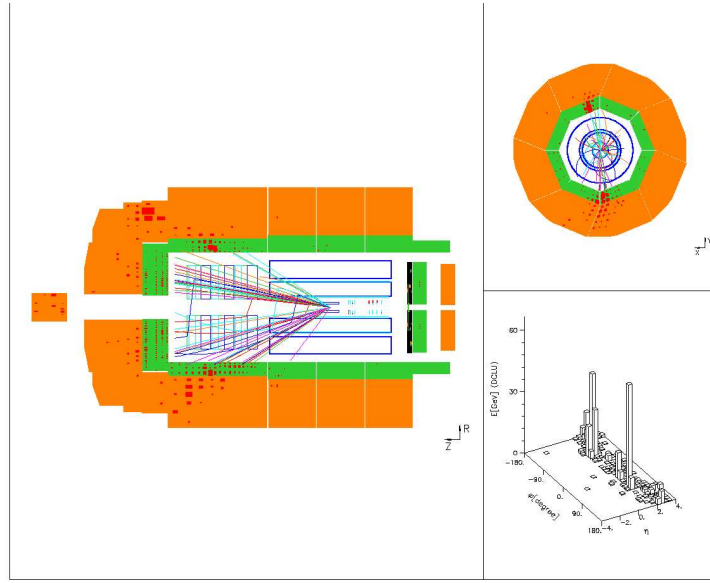 Y
X
R
Z
E[GeV] (DCLU)
60.
30.
0
-180.
-90.
0.
90.
180.
φ[degree]
-4.
-2.
0.
2.
4.
η